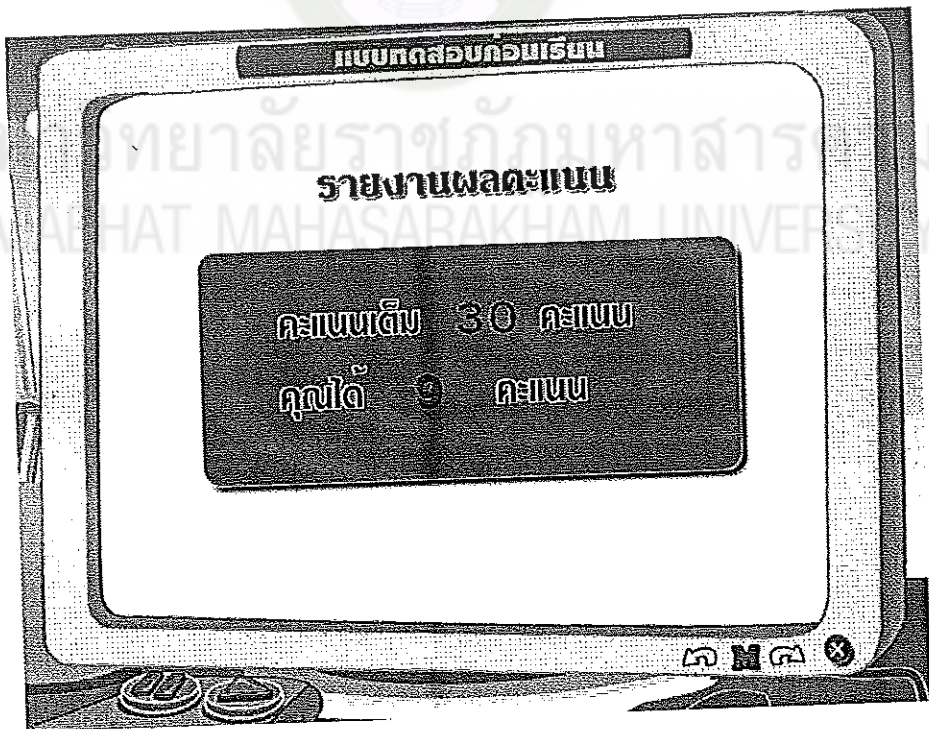 แบบทดสอบก่อนเรียน
รายงานผลคะแนน
คะแนนเต็ม 30 คะแนน
คุณได้ 9 คะแนน
M